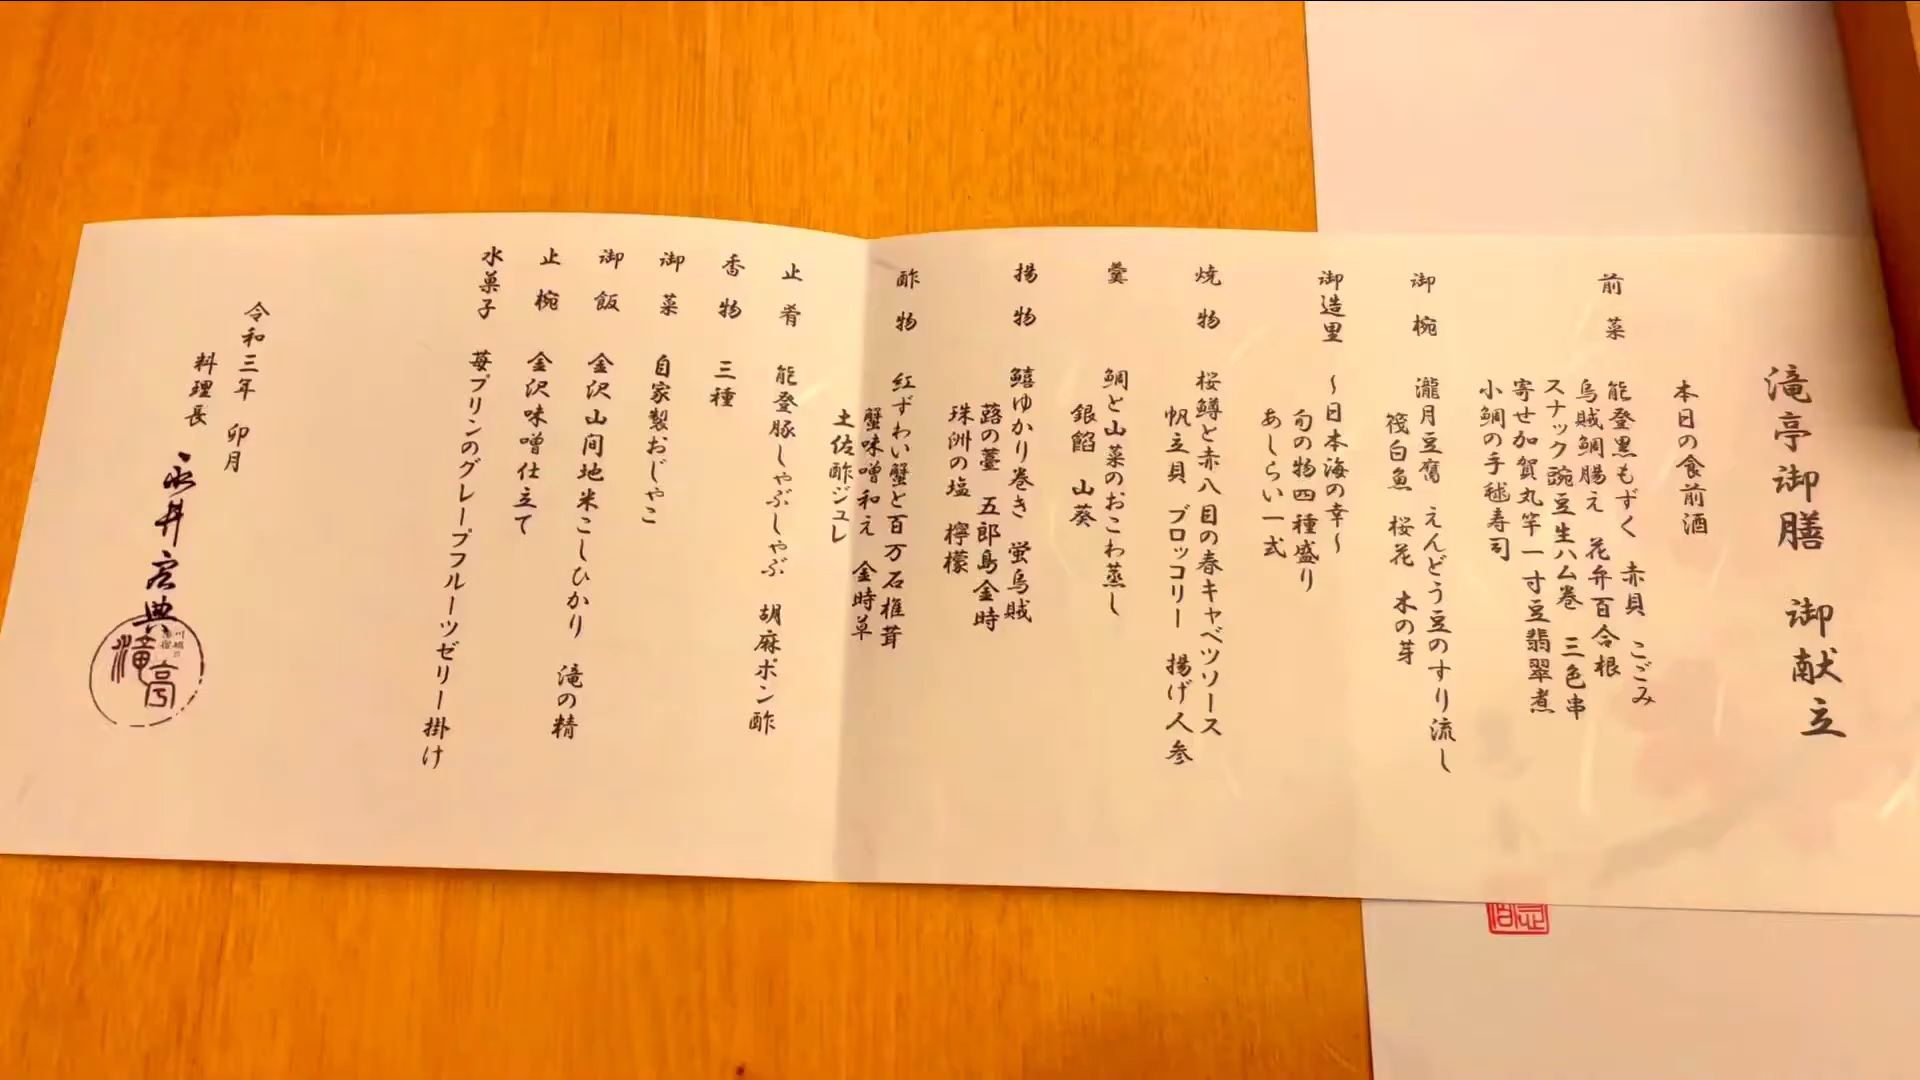 滝亭御膳 御献立
本日の食前酒
前菜 能登黒もずく 赤貝 こごみ
烏賊鯛腸え 花弁百合根
スナック豌豆生ハム巻 三色串
寄せ加賀丸芋 一寸豆翡翠煮
小鯛の手毬寿司
御椀 瀧月豆腐 えんどう豆のすり流し
筏白魚 桜花 木の芽
御造里 〜日本海の幸〜
旬の物四種盛り
あしらい一式
焼物 桜鱒と赤八目の春キャベツソース
帆立貝 ブロッコリー 揚げ人参
羹 鯛と山菜のおこわ蒸し
銀餡 山葵
揚物 鱚ゆかり巻き 蛍烏賊
蕗の薹 五郎島金時
珠洲の塩 檸檬
酢物 紅ずわい蟹と百万石椎茸
蟹味噌和え 金時草
土佐酢ジュレ
止肴 能登豚しゃぶしゃぶ 胡麻ポン酢
香物 三種
御菜 自家製おじゃこ
御飯 金沢山間地米こしひかり 滝の精
止椀 金沢味噌仕立て
水菓子 苺プリンのグレープフルーツゼリー掛け
令和三年 卯月
料理長 永井宏典
滝亭